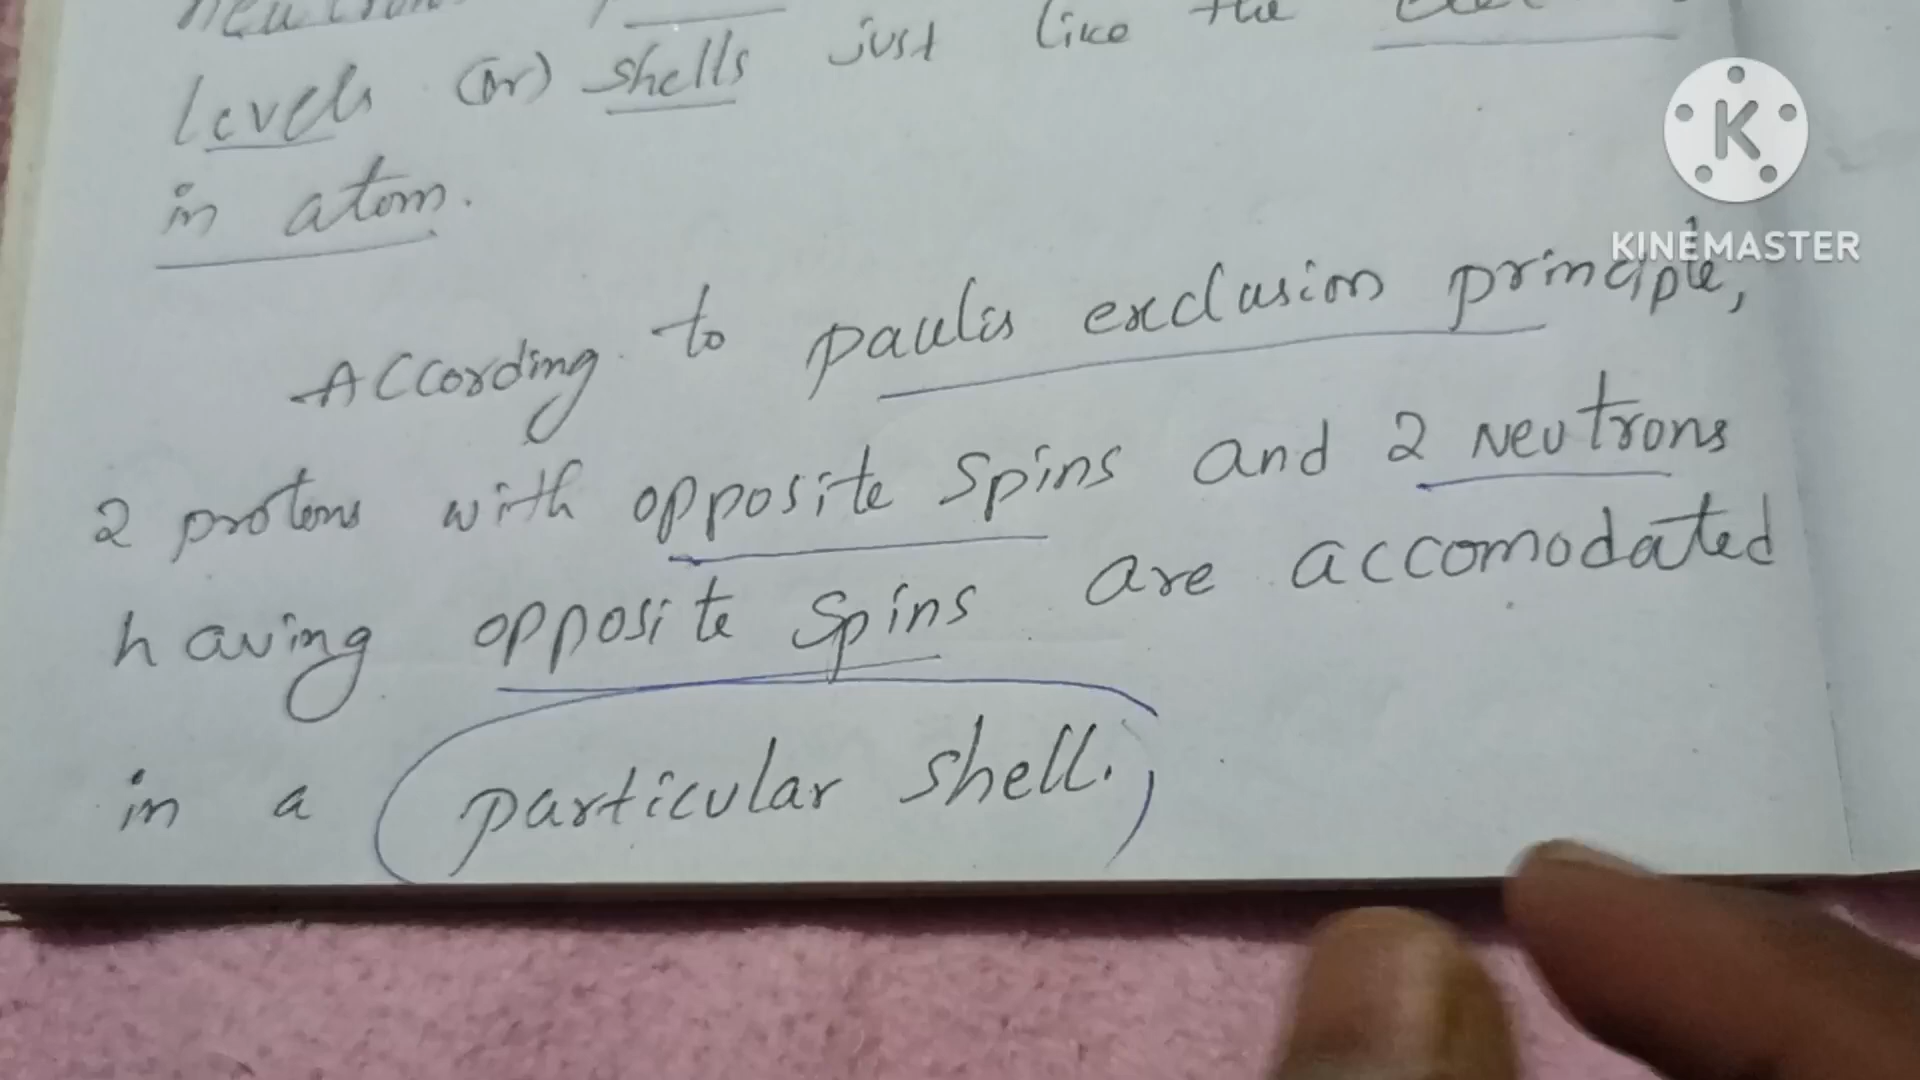 levels (or) shells just like the
in atom.
K
KINEMASTER
According to paulis exclusion principle,
2 protons with opposite spins and 2 Neutrons
having opposite spins are accomodated
in a particular shell.